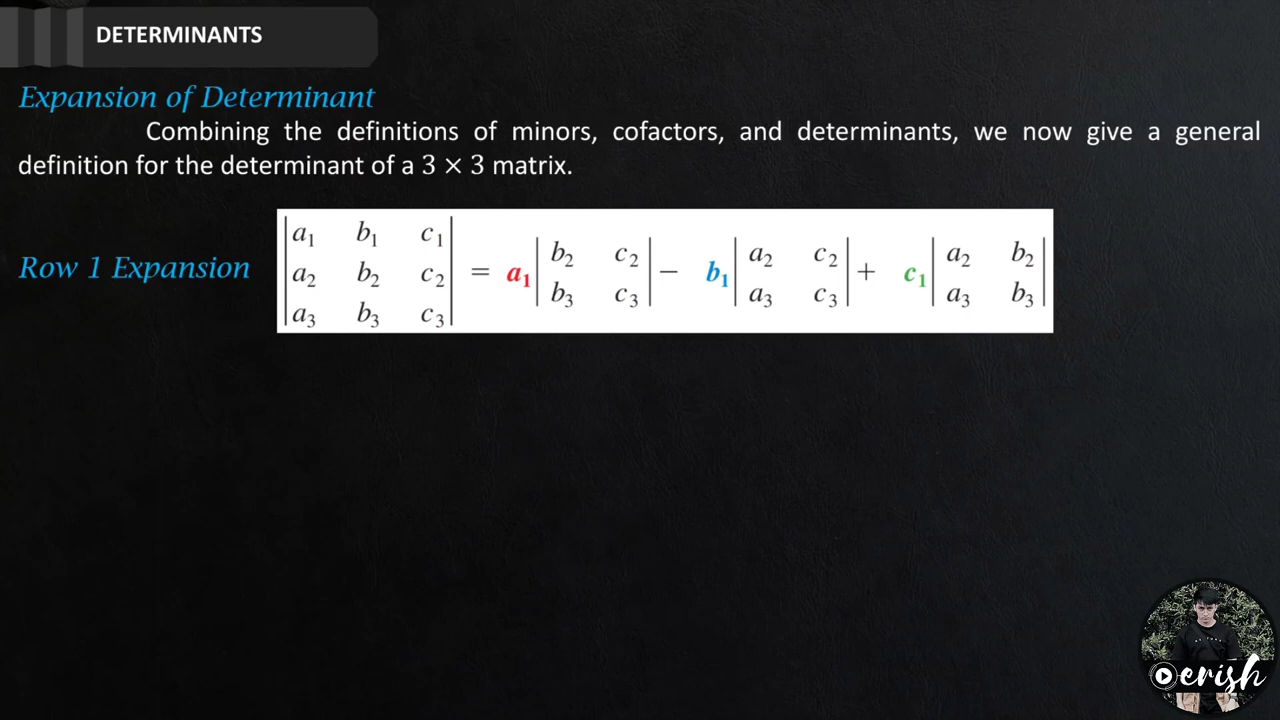 DETERMINANTS
Expansion of Determinant
Combining the definitions of minors, cofactors, and determinants, we now give a general
definition for the determinant of a 3 × 3 matrix.
Row 1 Expansion
|a₁ b₁ c₁|
|a₂ b₂ c₂|
|a₃ b₃ c₃|
= a₁ |b₂ c₂| − b₁ |a₂ c₂| + c₁ |a₂ b₂|
|b₃ c₃| |a₃ c₃| |a₃ b₃|
erish